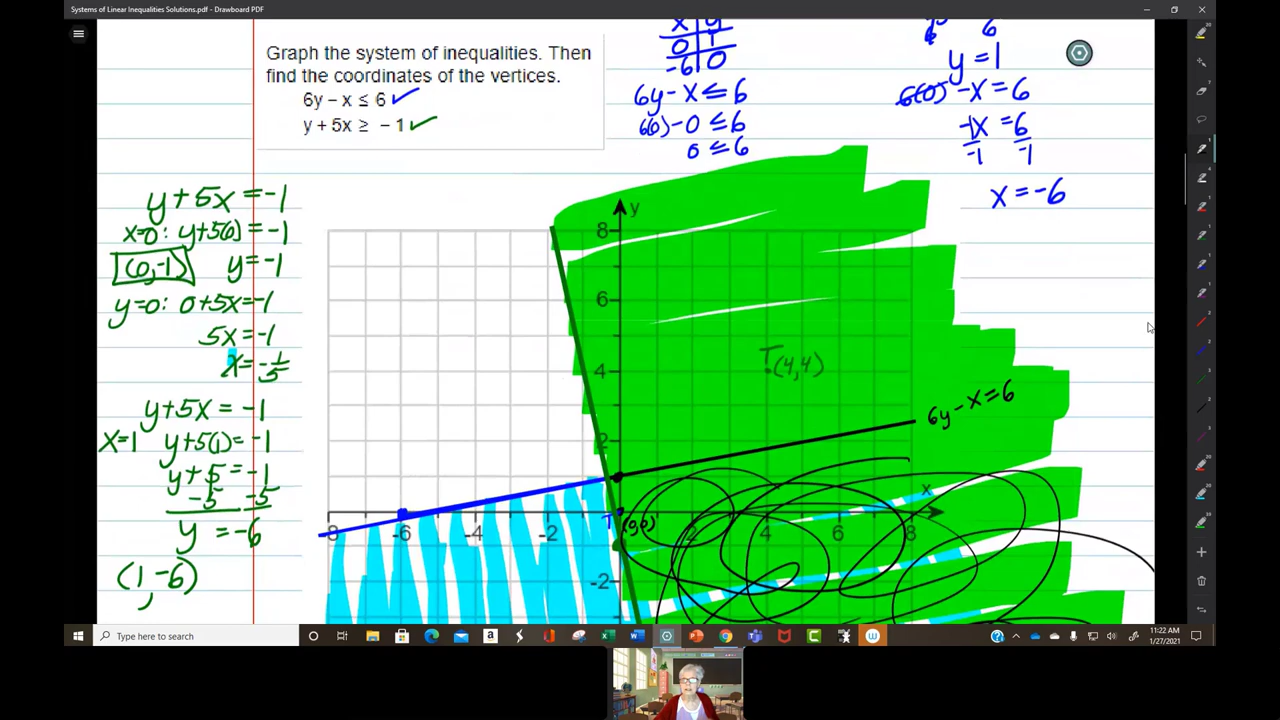 Systems of Linear Inequalities Solutions.pdf - Drawboard PDF
Graph the system of inequalities. Then
find the coordinates of the vertices.
6y – x ≤ 6
y + 5x ≥ – 1
x y
0 1
-6 0
6y-x≤6
6(0)-0≤6
0≤6
6 6
y=1
6(0)-x=6
-1x=6
-1 -1
x=-6
y+5x=-1
x=0: y+5(0)=-1
(0,-1) y=-1
y=0: 0+5x=-1
5x=-1
x=-1/5
y+5x=-1
x=1 y+5(1)=-1
y+5=-1
-5 -5
y=-6
(1,-6)
y
8
6
4
2
T(4,4)
6y-x=6
x
T (0,0)
-8 -6 -4 -2 2 4 6 8
-2
Type here to search
11:22 AM
1/27/2021